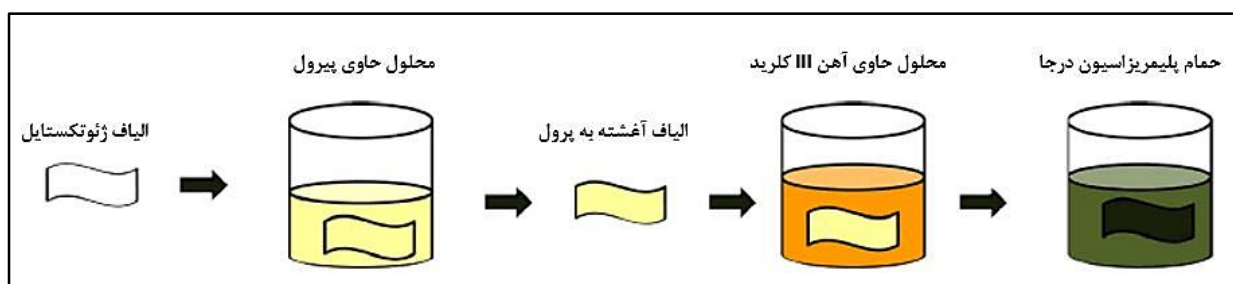 الیاف ژئوتکستایل
محلول حاوی پیرول
الیاف آغشته به پرول
محلول حاوی آهن III کلرید
حمام پلیمریزاسیون درجا